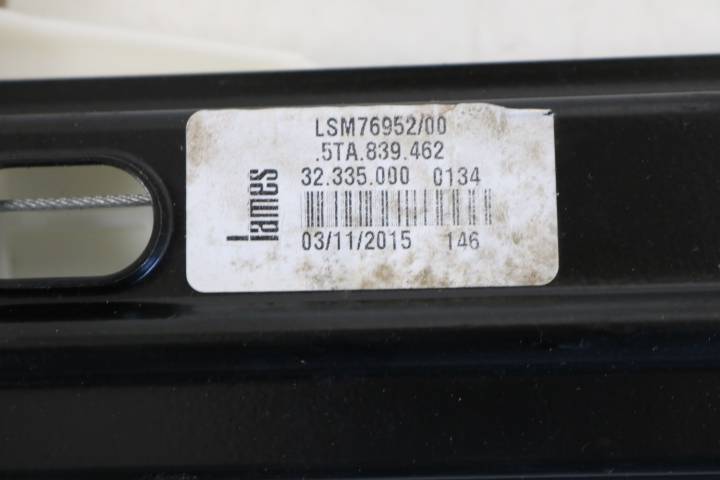 LSM76952/00
.5TA.839.462
32.335.000 0134
03/11/2015 146
lames